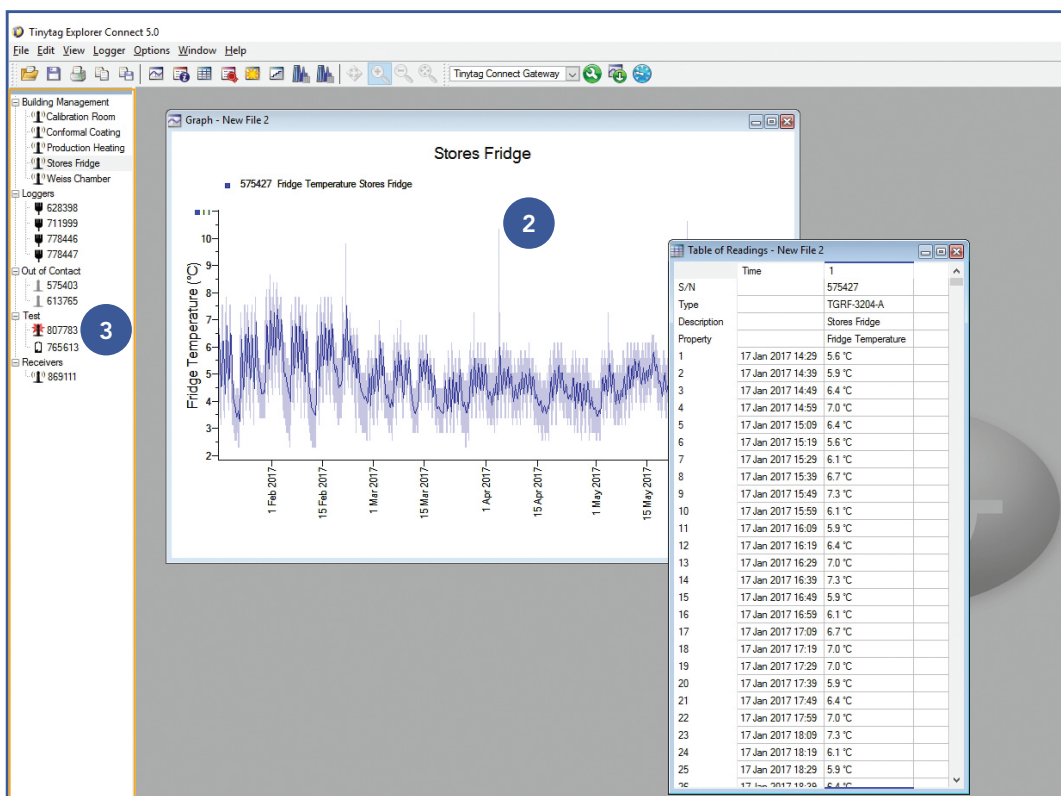 Tinytag Explorer Connect 5.0
File Edit View Logger Options Window Help
Tinytag Connect Gateway
Building Management
Calibration Room
Conformal Coating
Production Heating
Stores Fridge
Weiss Chamber
Loggers
628398
711999
778446
778447
Out of Contact
575403
613765
Test
807783
765613
Receivers
869111
3
Graph - New File 2
Stores Fridge
575427 Fridge Temperature Stores Fridge
2
Fridge Temperature (°C)
11
10
9
8
7
6
5
4
3
2
1 Feb 2017
15 Feb 2017
1 Mar 2017
15 Mar 2017
1 Apr 2017
15 Apr 2017
1 May 2017
15 May 2017
Table of Readings - New File 2
Time 1
S/N 575427
Type TGRF-3204-A
Description Stores Fridge
Property Fridge Temperature
1 17 Jan 2017 14:29 5.6 °C
2 17 Jan 2017 14:39 5.9 °C
3 17 Jan 2017 14:49 6.4 °C
4 17 Jan 2017 14:59 7.0 °C
5 17 Jan 2017 15:09 6.4 °C
6 17 Jan 2017 15:19 5.6 °C
7 17 Jan 2017 15:29 6.1 °C
8 17 Jan 2017 15:39 6.7 °C
9 17 Jan 2017 15:49 7.3 °C
10 17 Jan 2017 15:59 6.1 °C
11 17 Jan 2017 16:09 5.9 °C
12 17 Jan 2017 16:19 6.4 °C
13 17 Jan 2017 16:29 7.0 °C
14 17 Jan 2017 16:39 7.3 °C
15 17 Jan 2017 16:49 5.9 °C
16 17 Jan 2017 16:59 6.1 °C
17 17 Jan 2017 17:09 6.7 °C
18 17 Jan 2017 17:19 7.0 °C
19 17 Jan 2017 17:29 7.0 °C
20 17 Jan 2017 17:39 5.9 °C
21 17 Jan 2017 17:49 6.4 °C
22 17 Jan 2017 17:59 7.0 °C
23 17 Jan 2017 18:09 7.3 °C
24 17 Jan 2017 18:19 6.1 °C
25 17 Jan 2017 18:29 5.9 °C
26 17 Jan 2017 18:39 6.4 °C